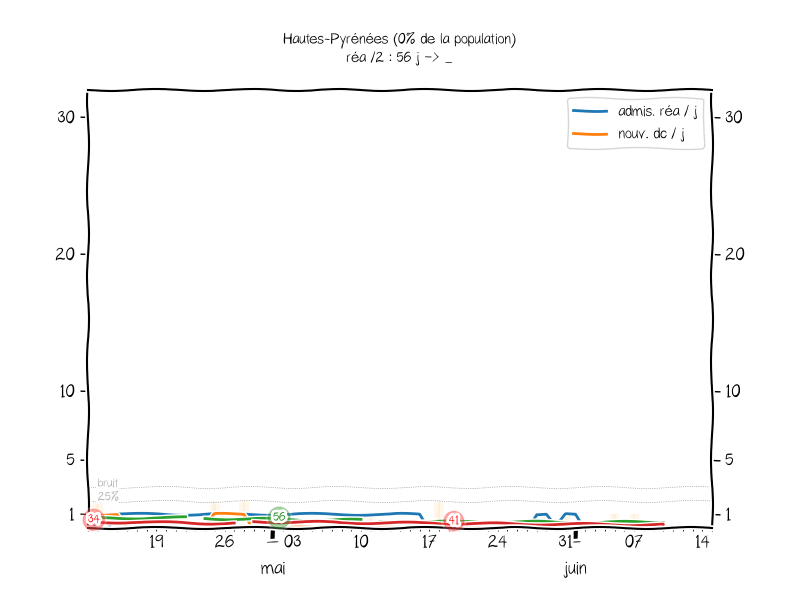 Hautes-Pyrénées (0% de la population)
réa /2 : 56 j -> _
admis. réa / j
nouv. dc / j
30 30
20 20
10 10
5 5
bruit
25%
1 1
34 56 41
19 26 03 10 17 24 31 07 14
mai juin